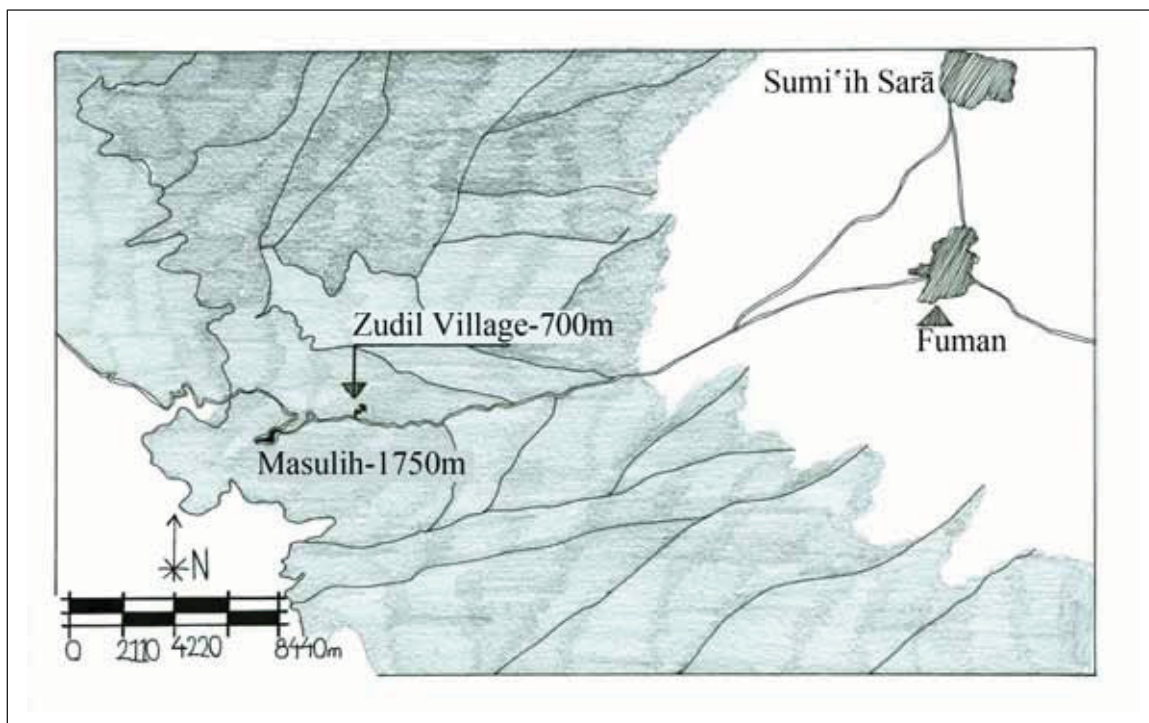 Sumi‘ih Sarā
Zudil Village-700m
Fuman
Masulih-1750m
N
0 2110 4220 8440m